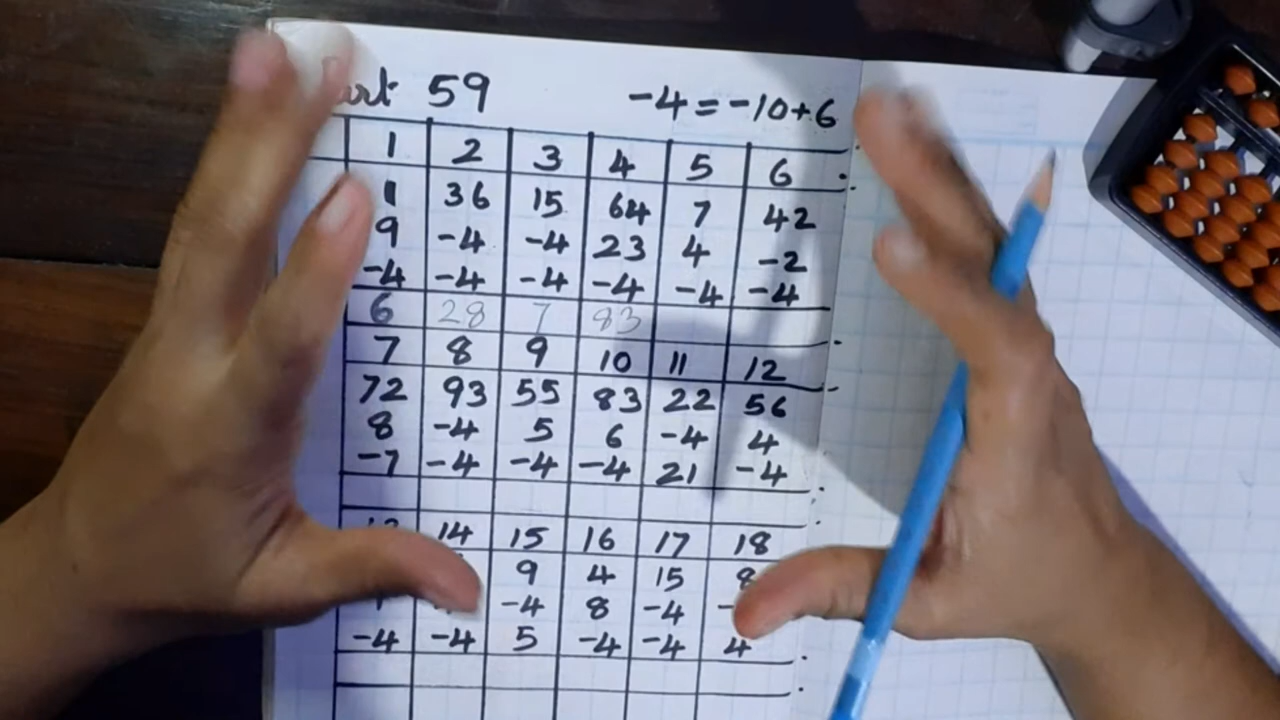 59 -4 = -10+6
1 2 3 4 5 6
1 36 15 64 7 42
9 -4 -4 23 4 -2
-4 -4 -4 -4 -4 -4
6 28 7 83
7 8 9 10 11 12
72 93 55 83 22 56
8 -4 5 6 -4 4
-7 -4 -4 -4 21 -4
14 15 16 17 18
9 4 15 8
-4 8 -4
-4 -4 5 -4 -4 4